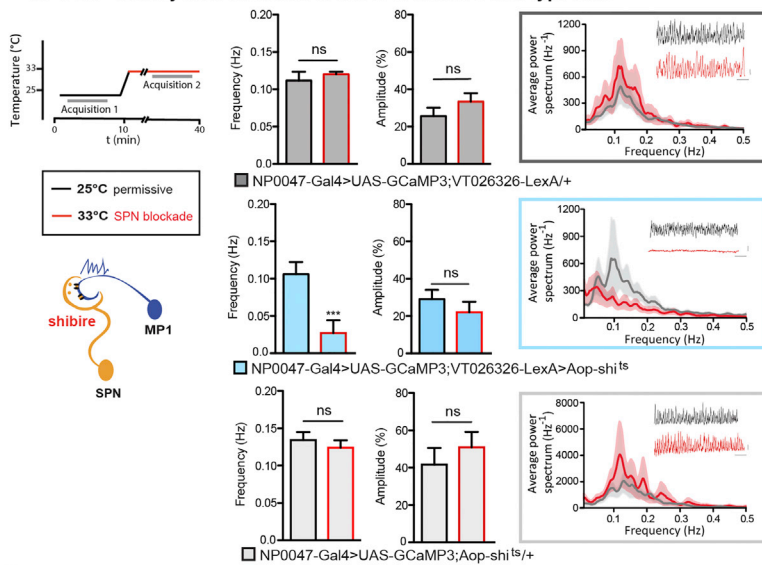 Temperature (°C)
33
25
Acquisition 2
Acquisition 1
0
10
40
t (min)
25°C permissive
33°C SPN blockade
shibire
MP1
SPN
Frequency (Hz)
0.20
0.15
0.10
0.05
0.0
ns
Amplitude (%)
80
60
40
20
0
ns
Average power
spectrum (Hz⁻¹)
1200
900
600
300
0
0.1 0.2 0.3 0.4 0.5
Frequency (Hz)
NP0047-Gal4>UAS-GCaMP3;VT026326-LexA/+
Frequency (Hz)
0.20
0.15
0.10
0.05
0.0
***
Amplitude (%)
80
60
40
20
0
ns
Average power
spectrum (Hz⁻¹)
1200
900
600
300
0
0.1 0.2 0.3 0.4 0.5
Frequency (Hz)
NP0047-Gal4>UAS-GCaMP3;VT026326-LexA>Aop-shi^ts
Frequency (Hz)
0.20
0.15
0.10
0.05
0.00
ns
Amplitude (%)
80
60
40
20
0
ns
Average power
spectrum (Hz⁻¹)
8000
6000
4000
2000
0
0.1 0.2 0.3 0.4 0.5
Frequency (Hz)
NP0047-Gal4>UAS-GCaMP3;Aop-shi^ts/+